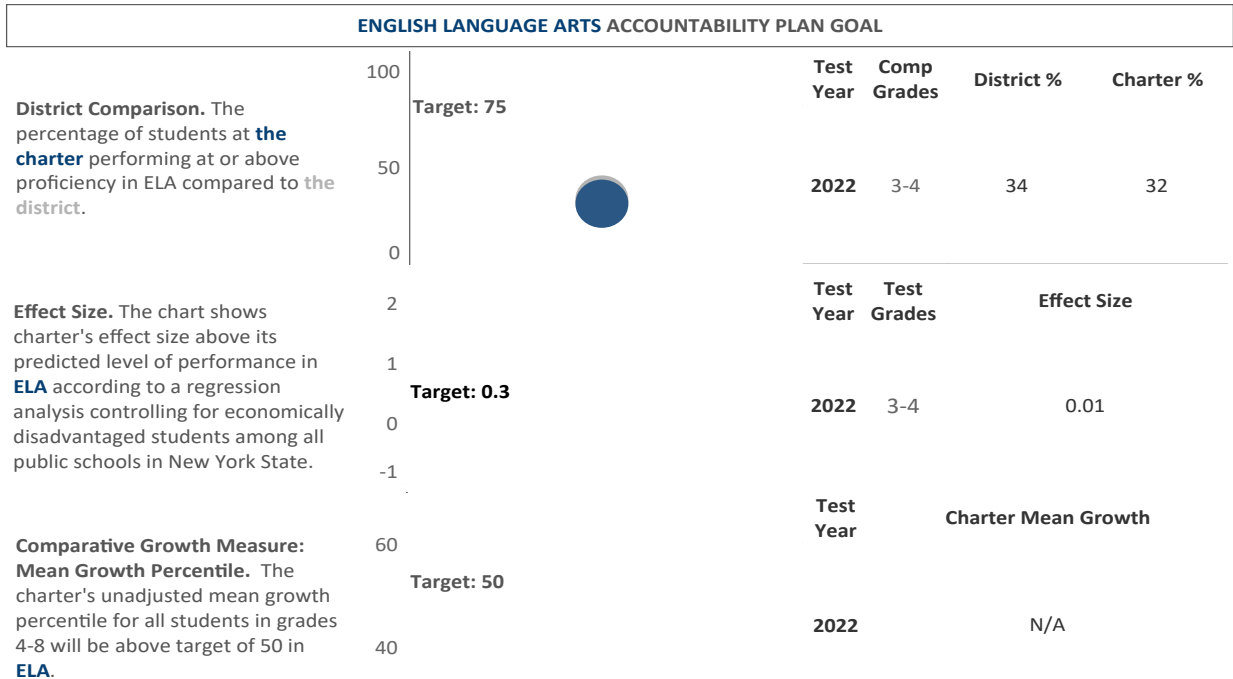 ENGLISH LANGUAGE ARTS ACCOUNTABILITY PLAN GOAL
District Comparison. The
percentage of students at the
charter performing at or above
proficiency in ELA compared to the
district.
100
Target: 75
50
0
Test Year Comp Grades District % Charter %
2022 3-4 34 32
Effect Size. The chart shows
charter's effect size above its
predicted level of performance in
ELA according to a regression
analysis controlling for economically
disadvantaged students among all
public schools in New York State.
2
1
Target: 0.3
0
-1
Test Year Test Grades Effect Size
2022 3-4 0.01
Comparative Growth Measure:
Mean Growth Percentile. The
charter's unadjusted mean growth
percentile for all students in grades
4-8 will be above target of 50 in
ELA.
60
Target: 50
40
Test Year Charter Mean Growth
2022 N/A